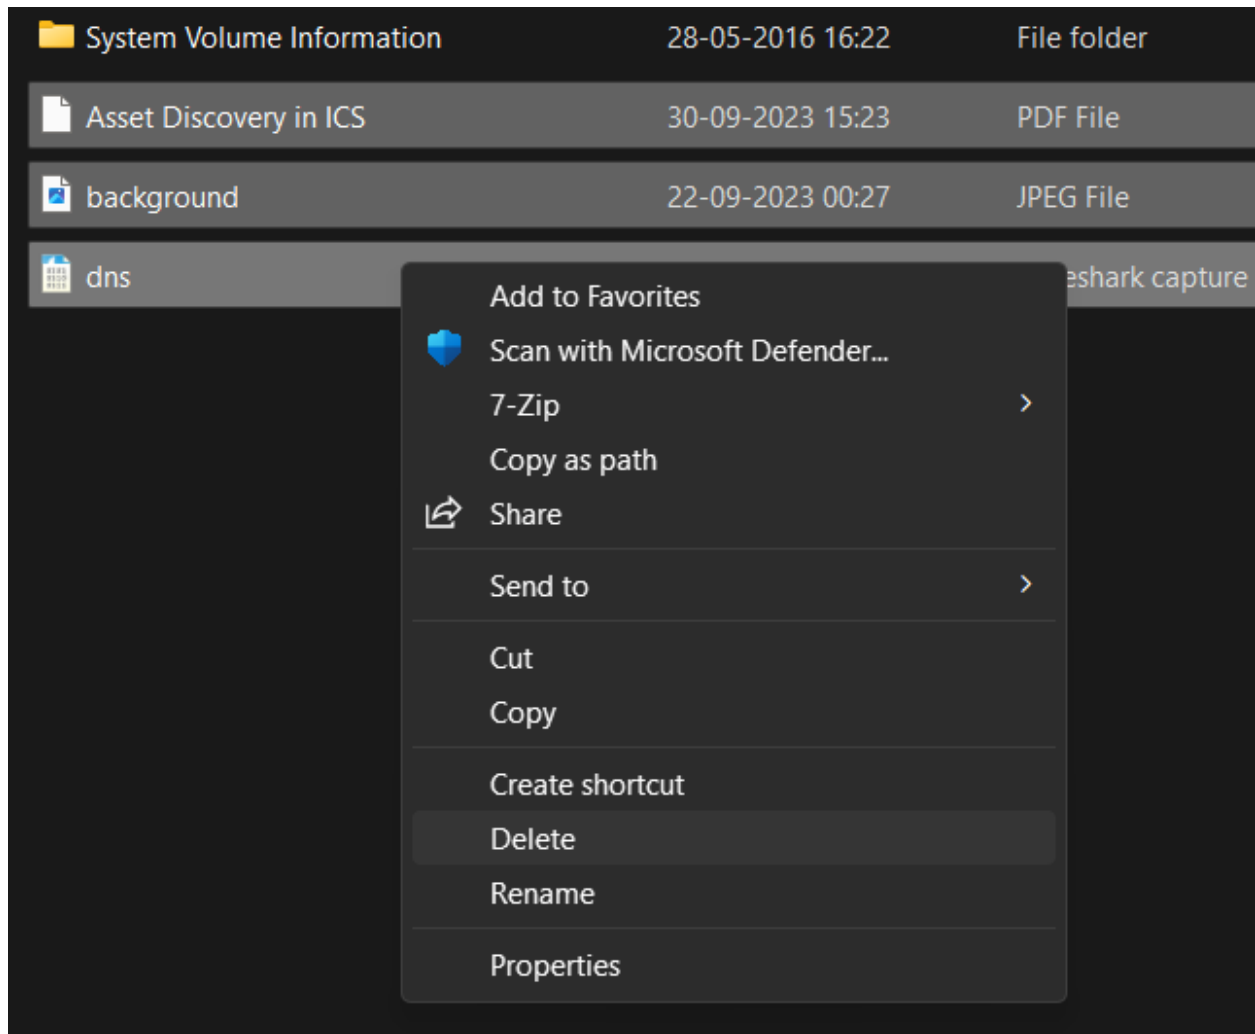 System Volume Information 28-05-2016 16:22 File folder
Asset Discovery in ICS 30-09-2023 15:23 PDF File
background 22-09-2023 00:27 JPEG File
dns eshark capture
Add to Favorites
Scan with Microsoft Defender...
7-Zip
Copy as path
Share
Send to
Cut
Copy
Create shortcut
Delete
Rename
Properties